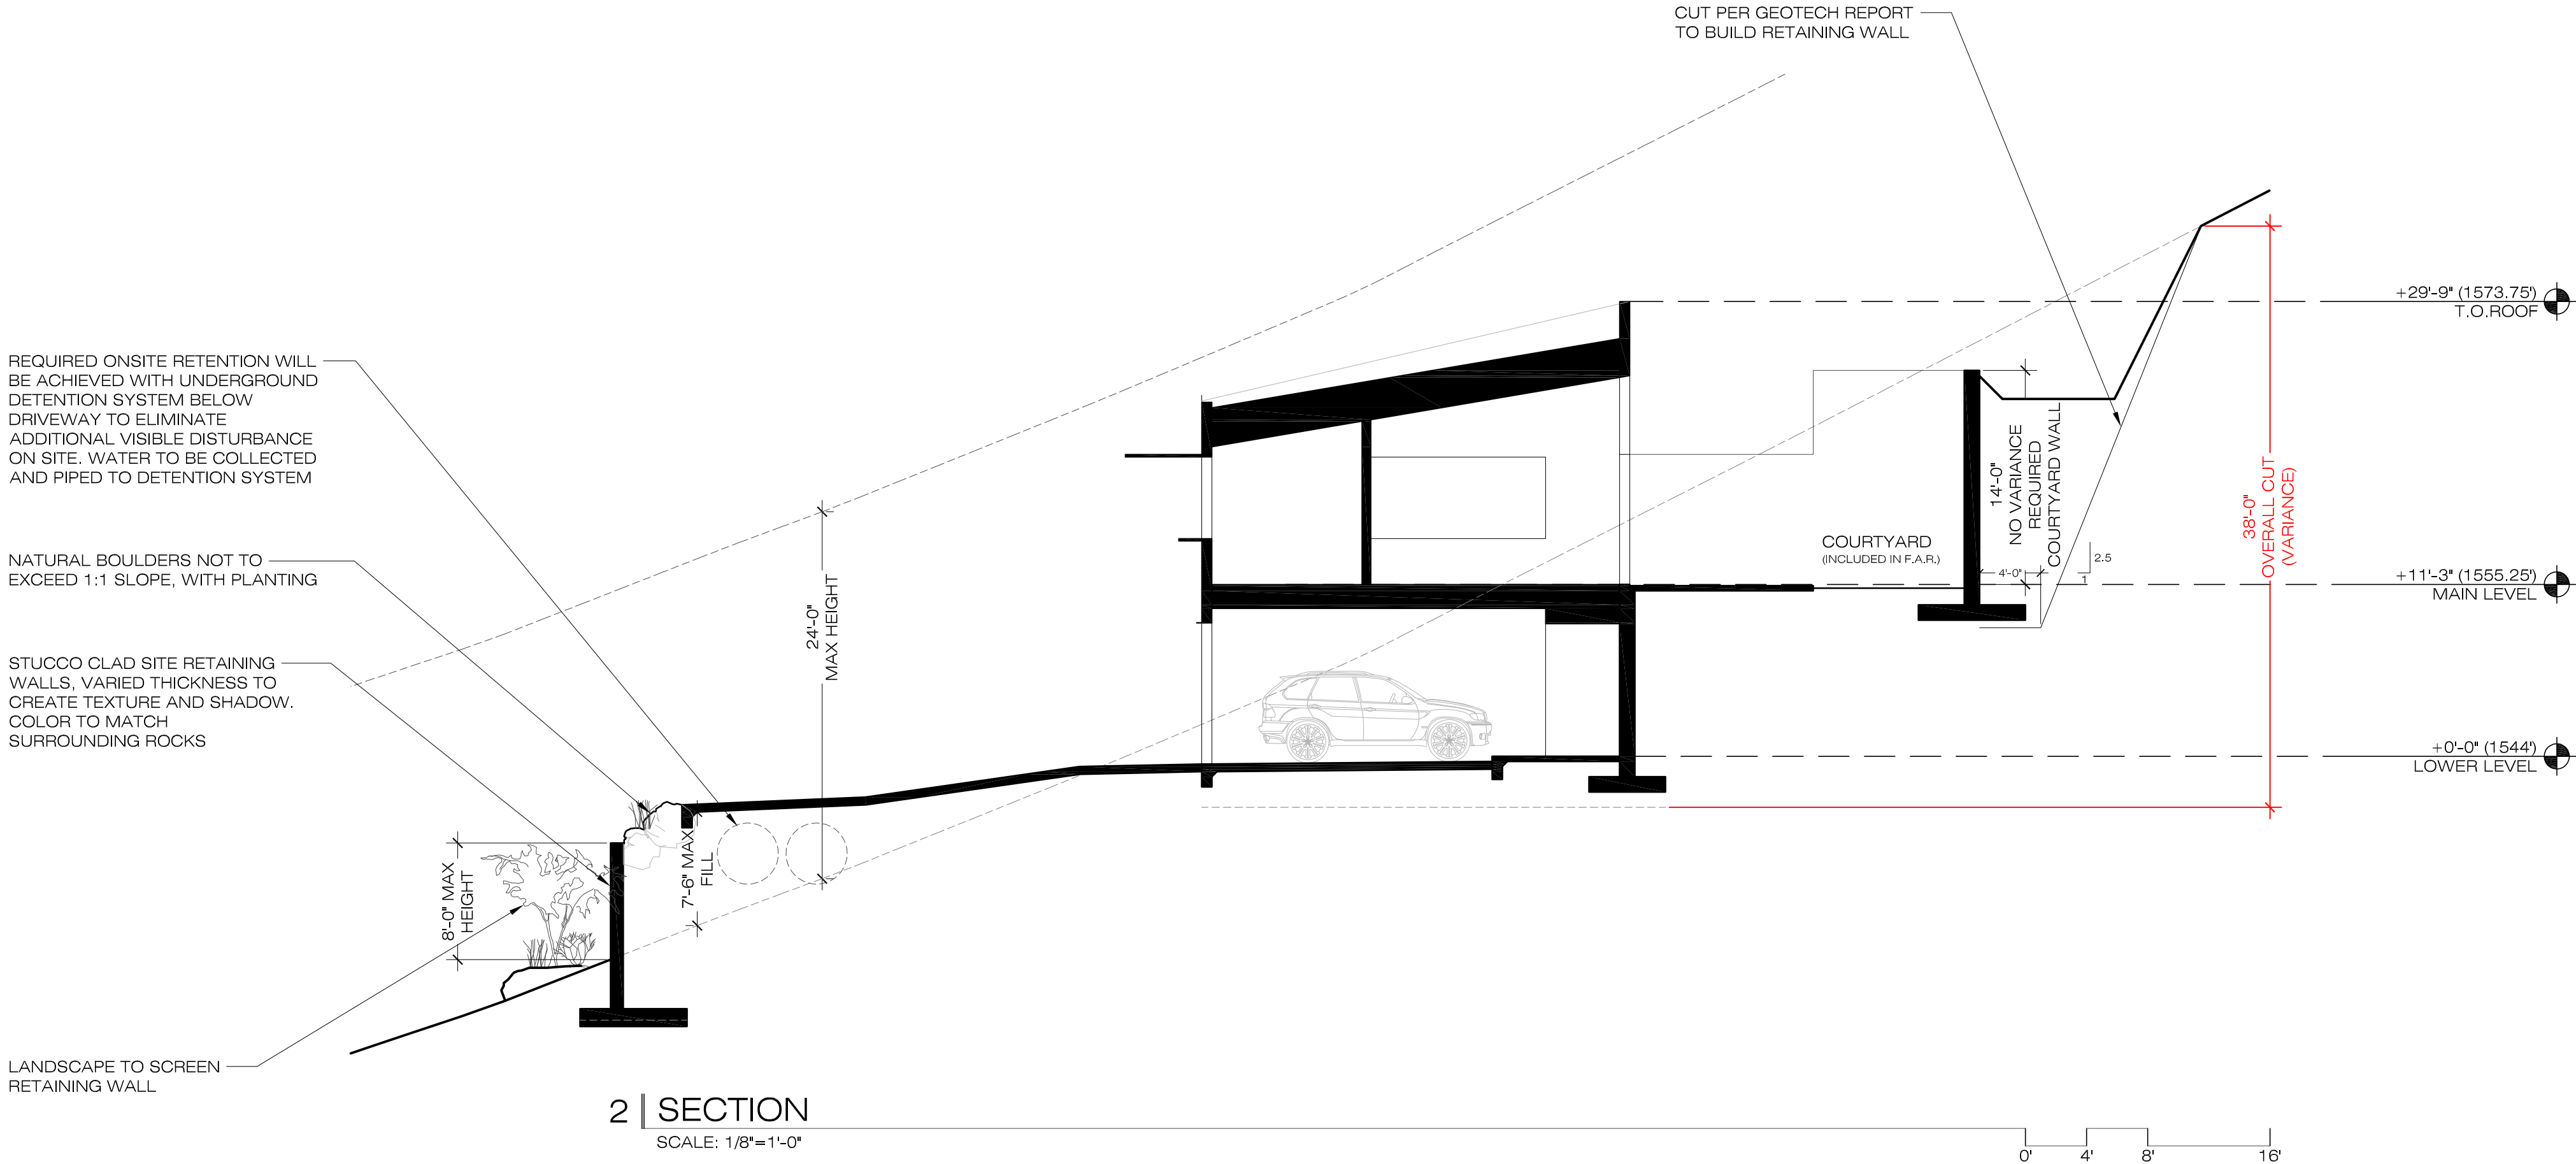 CUT PER GEOTECH REPORT
TO BUILD RETAINING WALL
+29'-9" (1573.75')
T.O.ROOF
REQUIRED ONSITE RETENTION WILL
BE ACHIEVED WITH UNDERGROUND
DETENTION SYSTEM BELOW
DRIVEWAY TO ELIMINATE
ADDITIONAL VISIBLE DISTURBANCE
ON SITE. WATER TO BE COLLECTED
AND PIPED TO DETENTION SYSTEM
NATURAL BOULDERS NOT TO
EXCEED 1:1 SLOPE, WITH PLANTING
STUCCO CLAD SITE RETAINING
WALLS, VARIED THICKNESS TO
CREATE TEXTURE AND SHADOW.
COLOR TO MATCH
SURROUNDING ROCKS
LANDSCAPE TO SCREEN
RETAINING WALL
8'-0" MAX
HEIGHT
7'-6" MAX
FILL
24'-0"
MAX HEIGHT
COURTYARD
(INCLUDED IN F.A.R.)
14'-0"
NO VARIANCE
REQUIRED
COURTYARD WALL
4'-0"
2.5
1
38'-0"
OVERALL CUT
(VARIANCE)
+11'-3" (1555.25')
MAIN LEVEL
+0'-0" (1544')
LOWER LEVEL
2 SECTION
SCALE: 1/8"=1'-0"
0' 4' 8' 16'